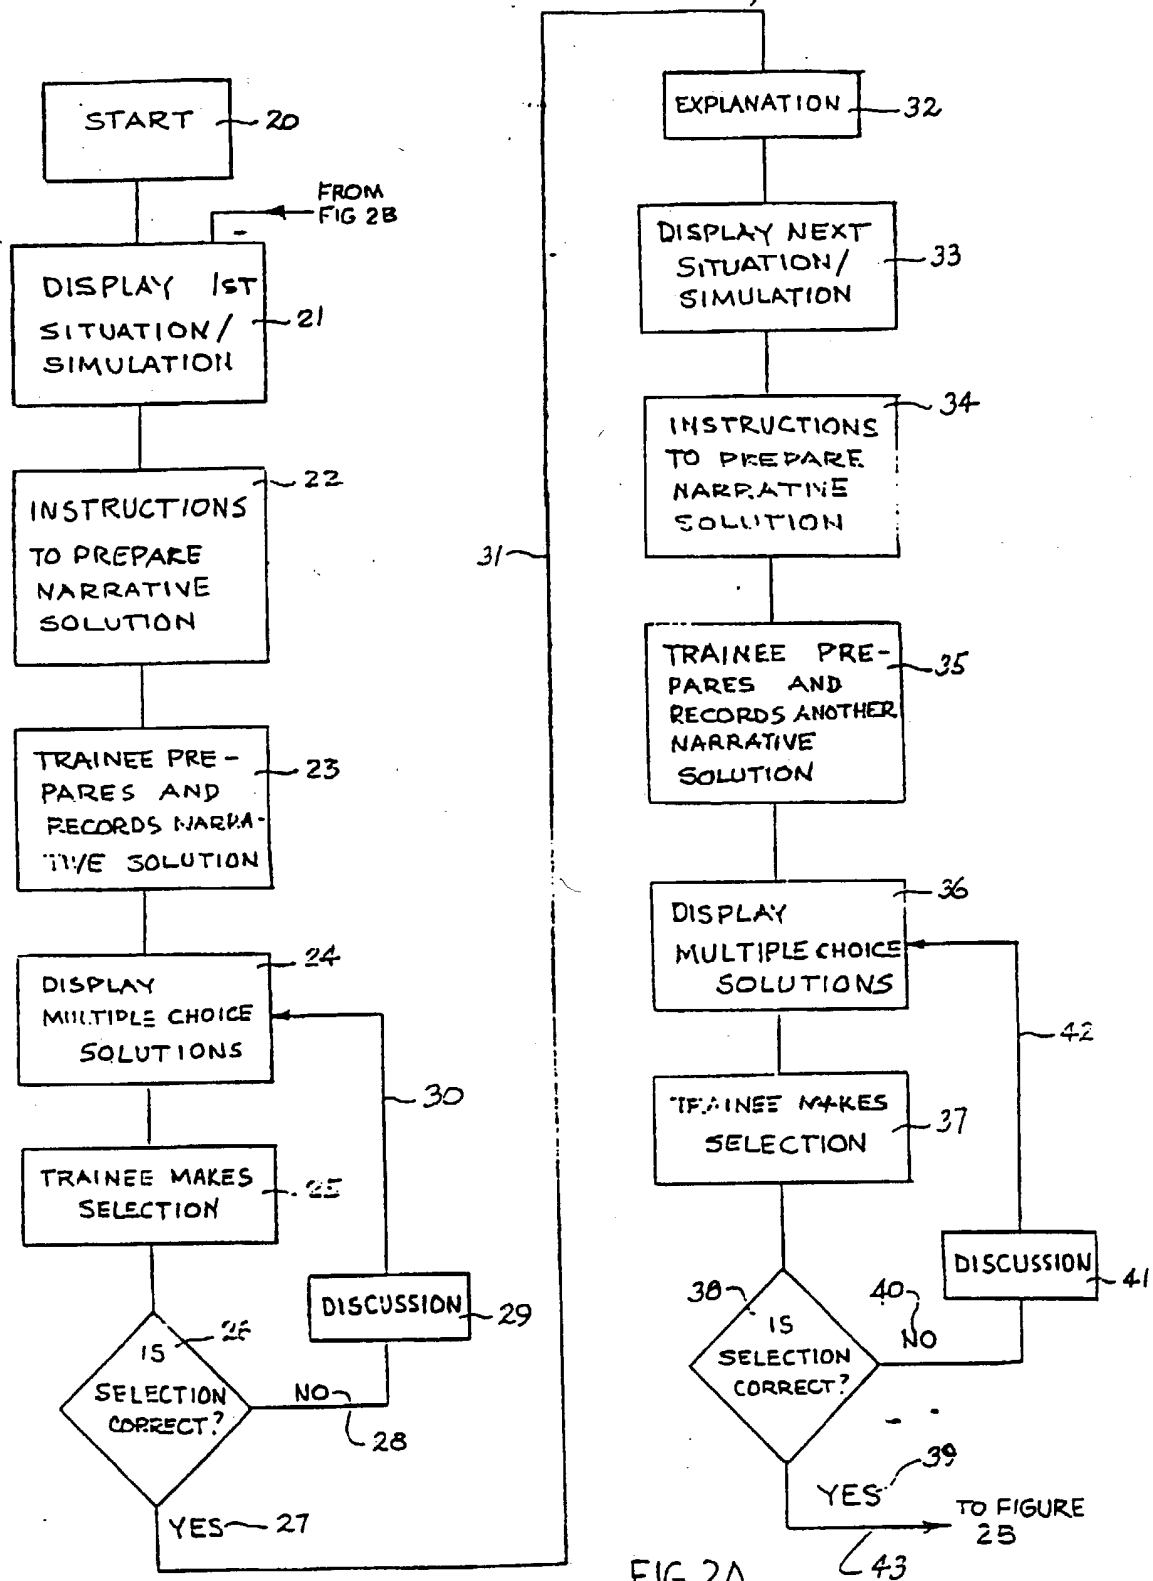 START
20
FROM
FIG 2B
DISPLAY 1ST
SITUATION/
SIMULATION
21
22
INSTRUCTIONS
TO PREPARE
NARRATIVE
SOLUTION
TRAINEE PRE-
PARES AND
RECORDS NARRA-
TIVE SOLUTION
23
24
DISPLAY
MULTIPLE CHOICE
SOLUTIONS
30
TRAINEE MAKES
SELECTION
25
DISCUSSION
29
26
IS
SELECTION
CORRECT?
NO
28
YES
27
31
EXPLANATION
32
DISPLAY NEXT
SITUATION/
SIMULATION
33
34
INSTRUCTIONS
TO PREPARE
NARRATIVE
SOLUTION
TRAINEE PRE-
PARES AND
RECORDS ANOTHER
NARRATIVE
SOLUTION
35
36
DISPLAY
MULTIPLE CHOICE
SOLUTIONS
42
TRAINEE MAKES
SELECTION
37
DISCUSSION
41
38
IS
SELECTION
CORRECT?
40
NO
39
YES
TO FIGURE
2B
43
FIG 2A